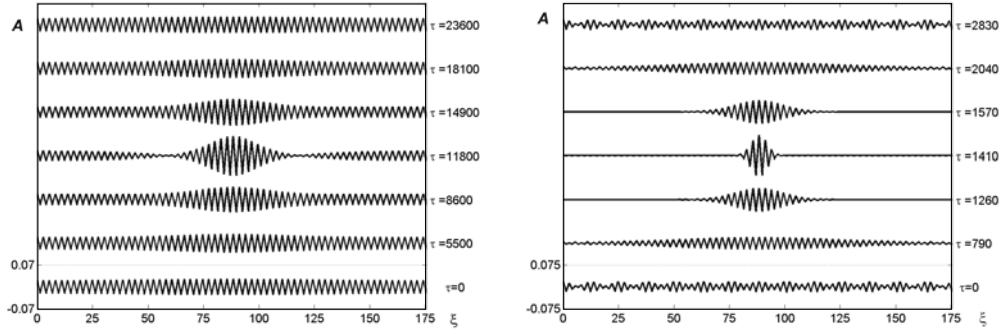 A
τ =23600
τ =18100
τ =14900
τ =11800
τ =8600
τ =5500
0.07
τ=0
-0.07
0 25 50 75 100 125 150 175
ξ
A
τ =2830
τ =2040
τ =1570
τ =1410
τ =1260
τ =790
0.075
τ=0
-0.075
0 25 50 75 100 125 150 175
ξ